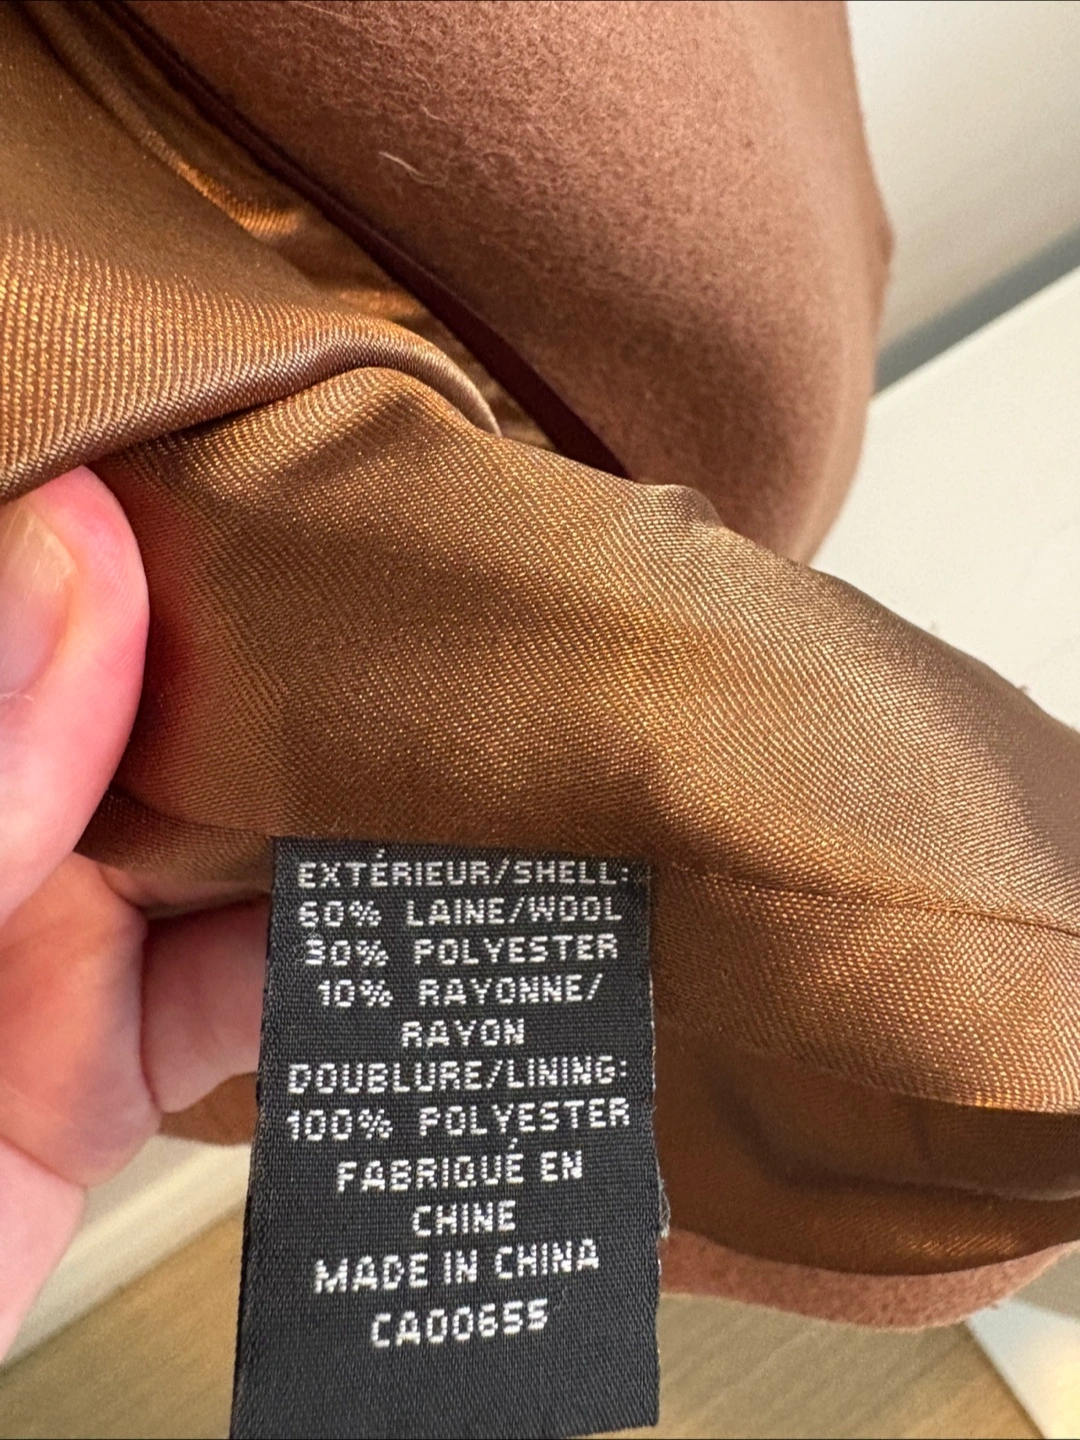 EXTÉRIEUR/SHELL:
60% LAINE/WOOL
30% POLYESTER
10% RAYONNE/
RAYON
DOUBLURE/LINING:
100% POLYESTER
FABRIQUÉ EN
CHINE
MADE IN CHINA
CA00655